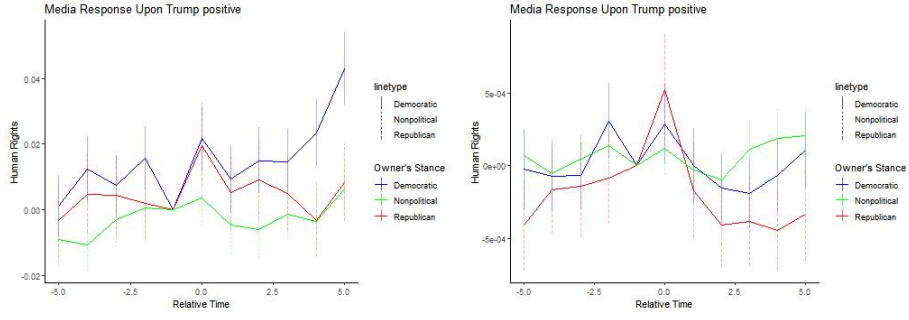 Media Response Upon Trump positive
0.04
0.02
0.00
-0.02
Human Rights
-5.0
-2.5
0.0
2.5
5.0
Relative Time
linetype
Democratic
Nonpolitical
Republican
Owner's Stance
Democratic
Nonpolitical
Republican
Media Response Upon Trump positive
5e-04
0e+00
-5e-04
Human Rights
-5.0
-2.5
0.0
2.5
5.0
Relative Time
linetype
Democratic
Nonpolitical
Republican
Owner's Stance
Democratic
Nonpolitical
Republican